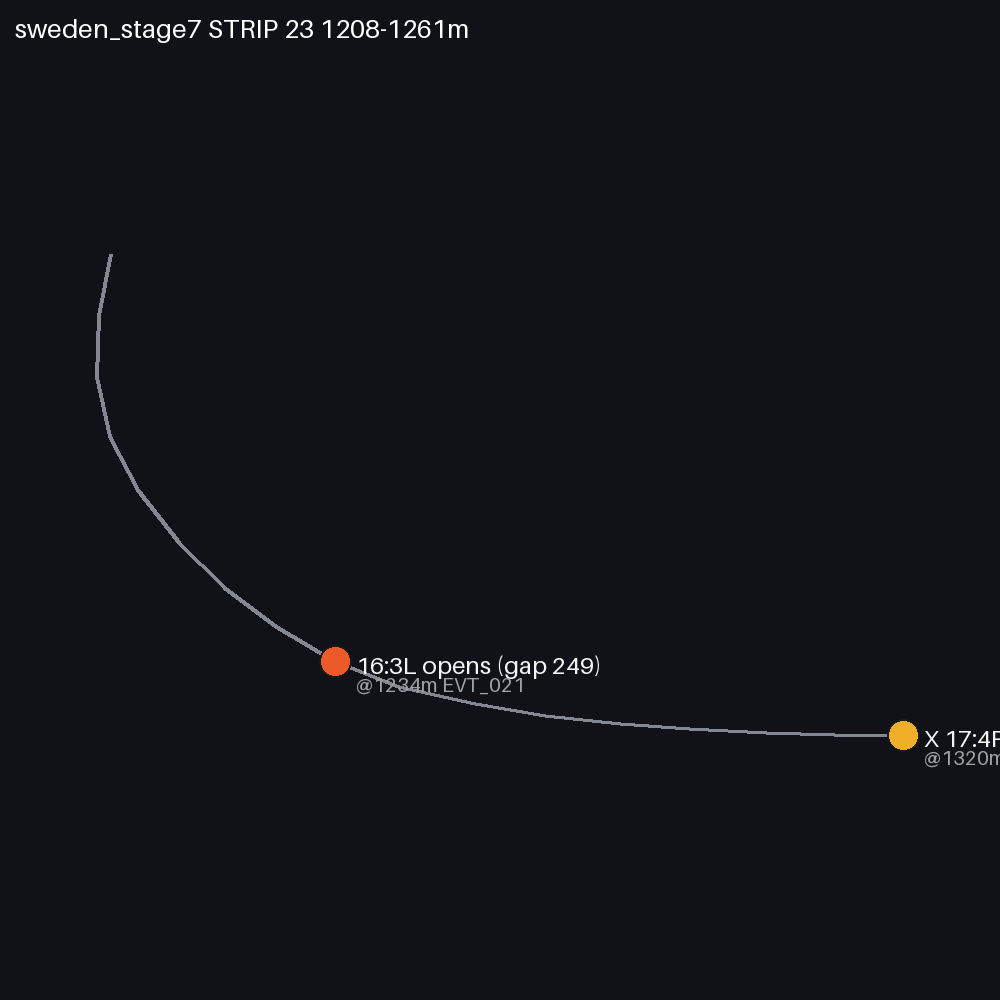 sweden_stage7 STRIP 23 1208-1261m
16:3L opens (gap 249)
@1234m EVT_021
X 17:4
@1320m